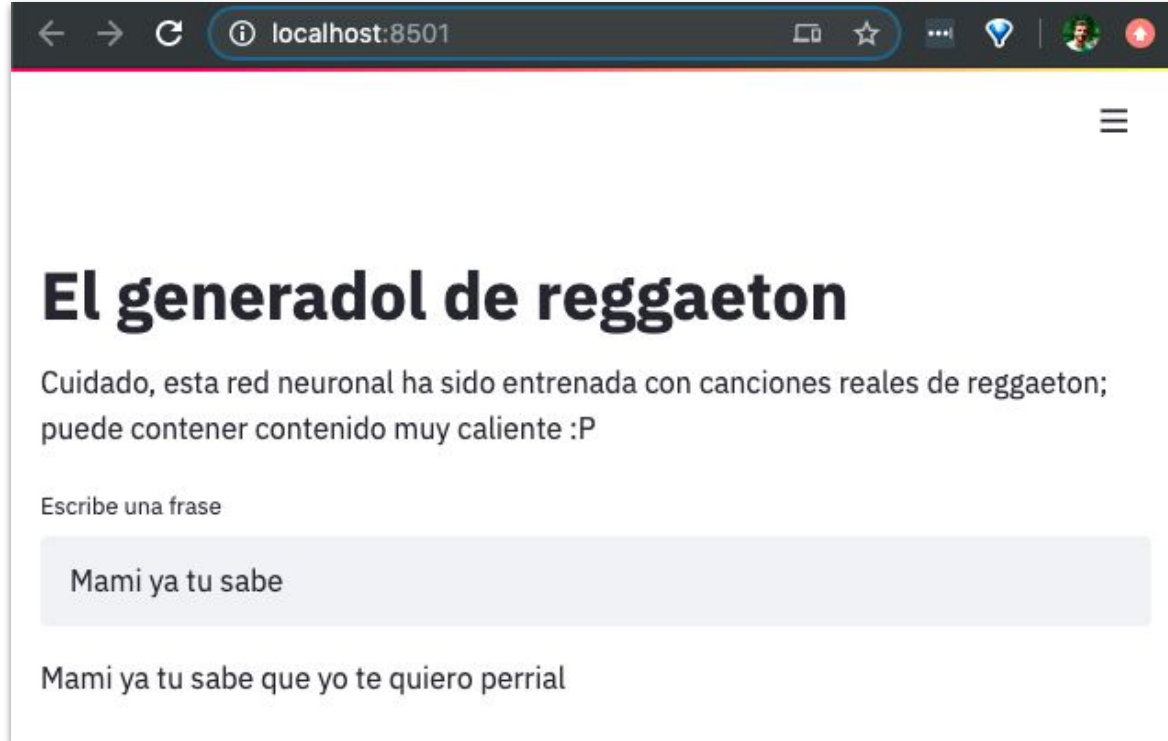 localhost:8501
El generadol de reggaeton
Cuidado, esta red neuronal ha sido entrenada con canciones reales de reggaeton;
puede contener contenido muy caliente :P
Escribe una frase
Mami ya tu sabe
Mami ya tu sabe que yo te quiero perrial